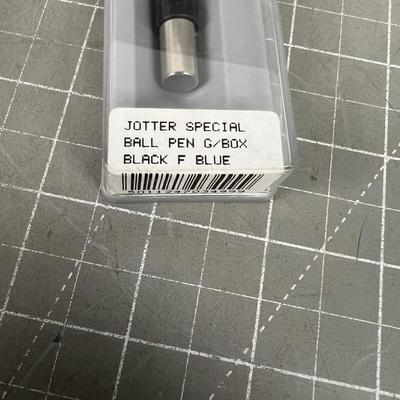 JOTTER SPECIAL
BALL PEN G/BOX
BLACK F BLUE